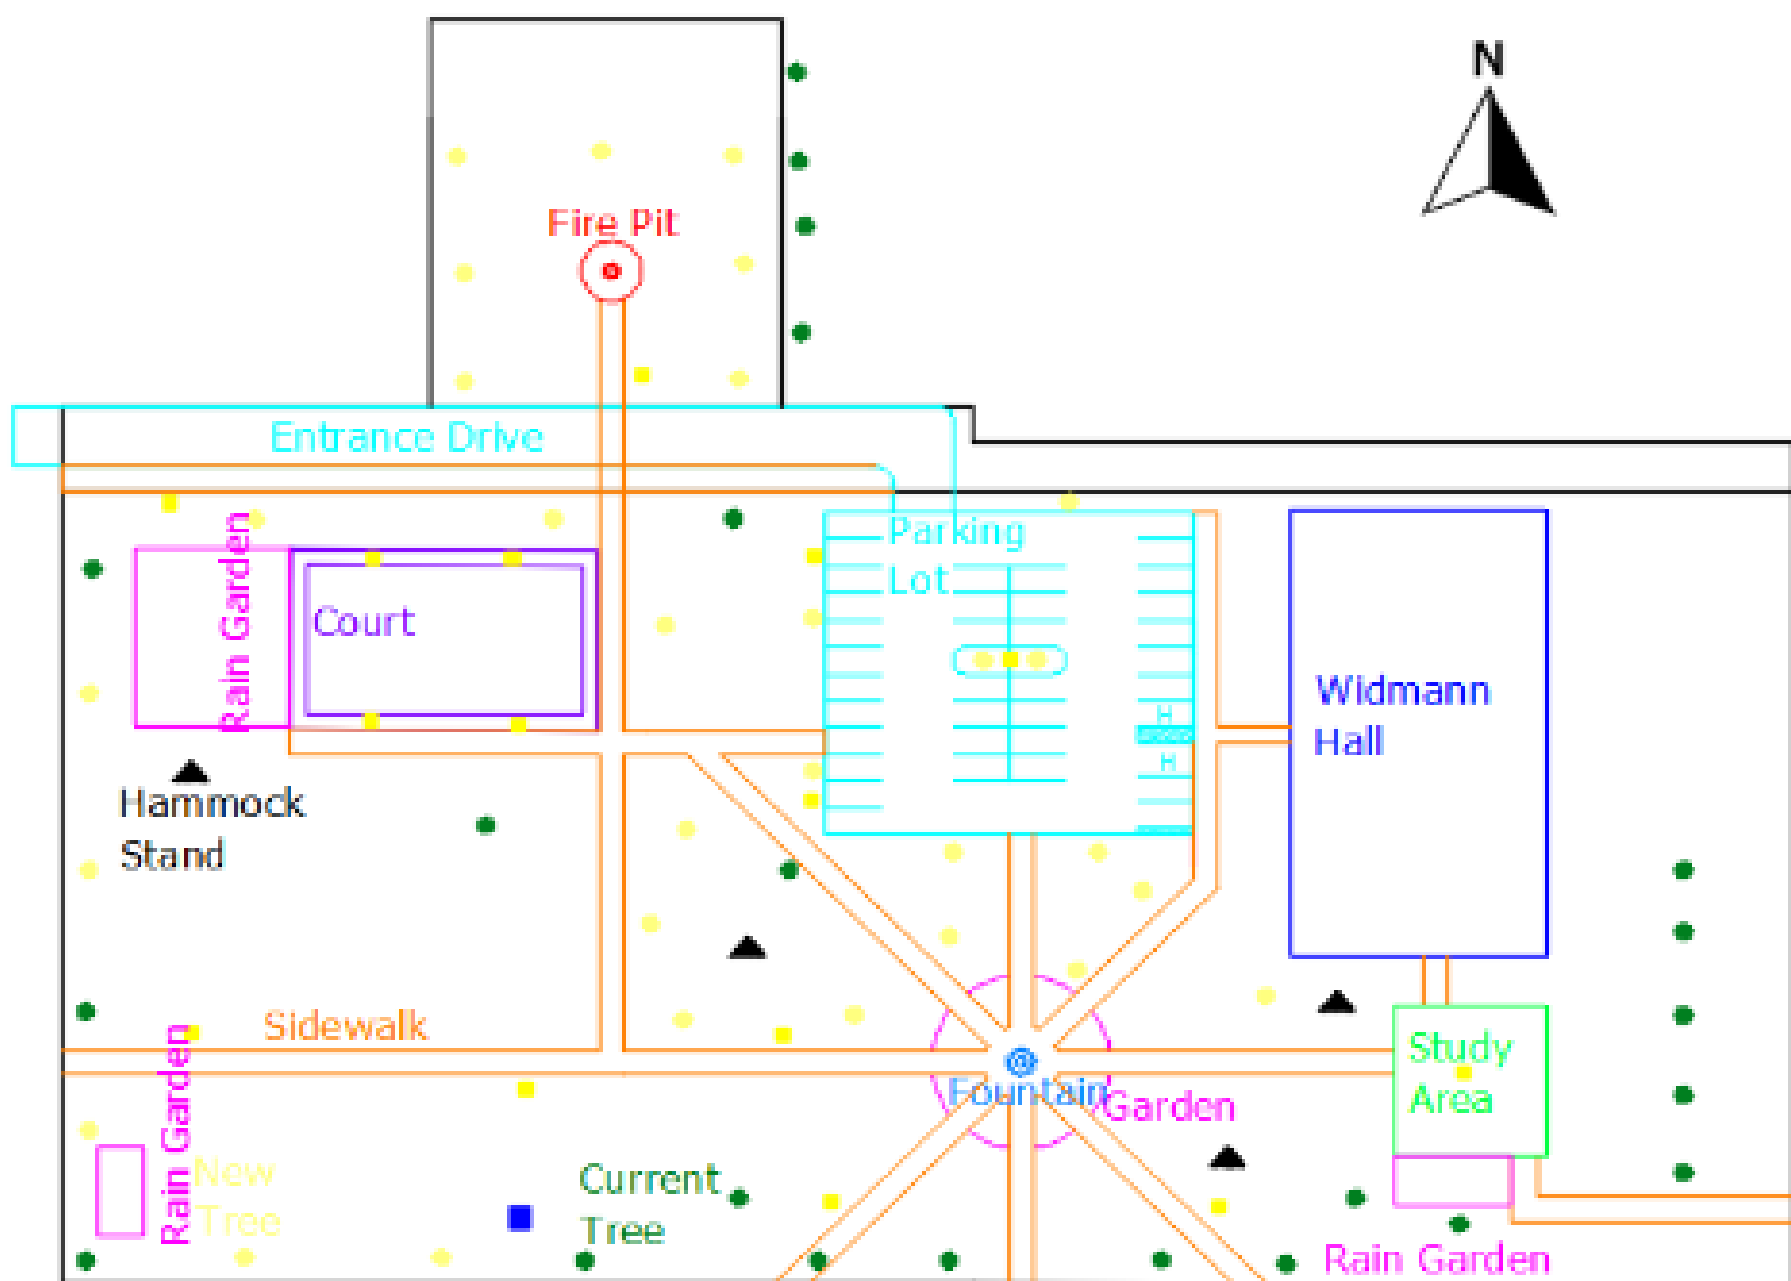 N
Fire Pit
Entrance Drive
Parking
Lot
Rain Garden
Court
Widmann
Hall
H
H
Hammock
Stand
Sidewalk
Study
Area
Fountain
Garden
Rain Garden
New
Tree
Current
Tree
Rain Garden